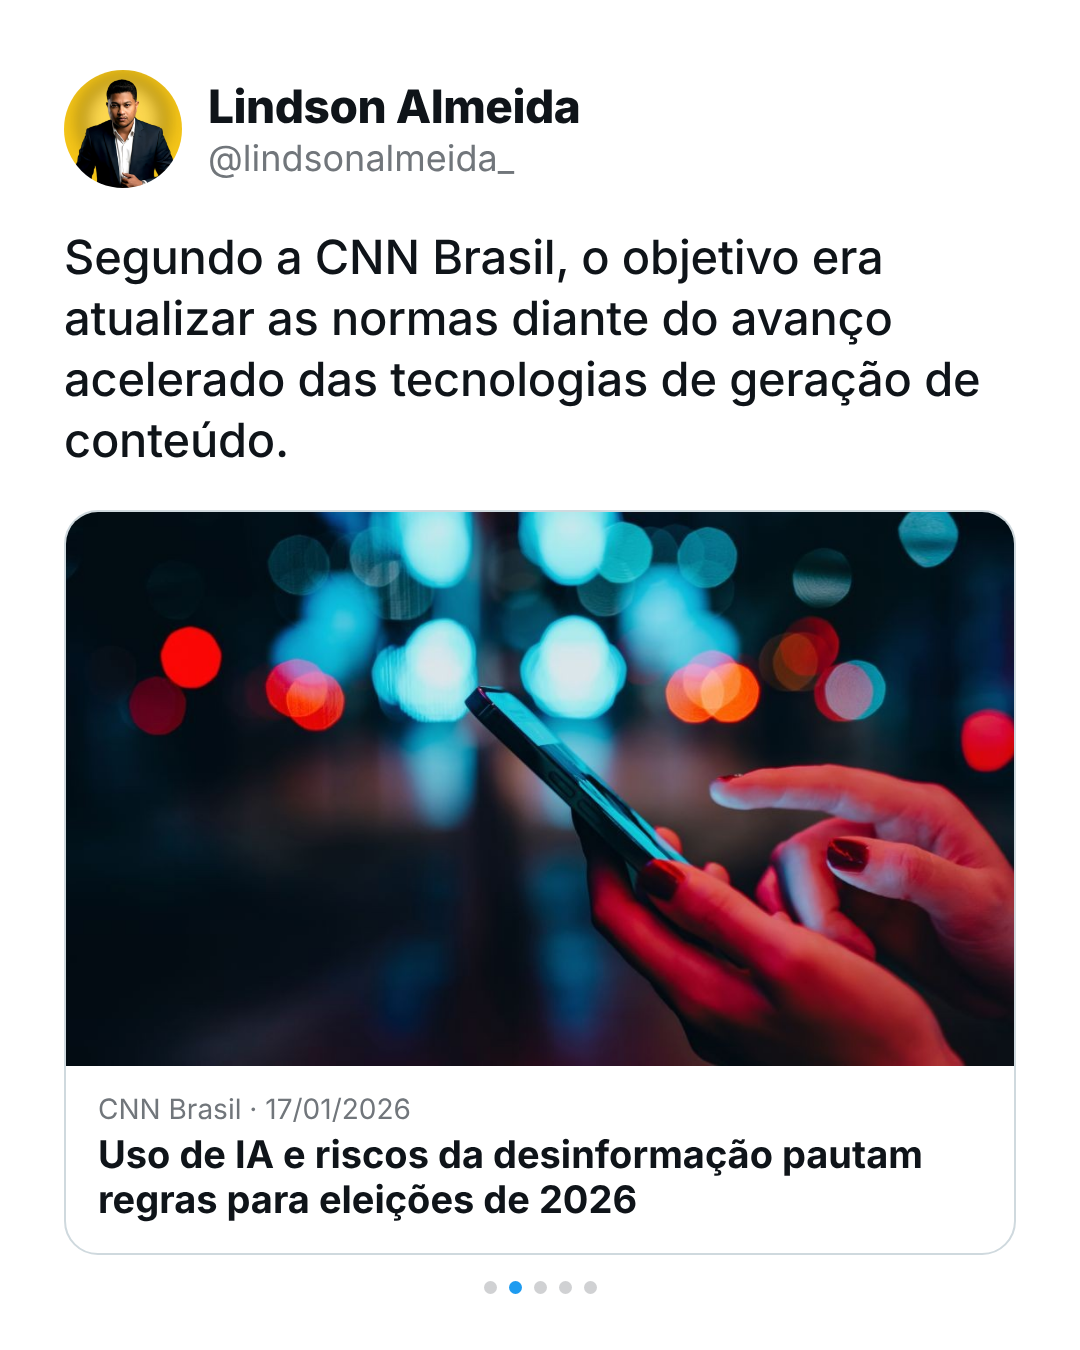 Lindson Almeida
@lindsonalmeida_
Segundo a CNN Brasil, o objetivo era
atualizar as normas diante do avanço
acelerado das tecnologias de geração de
conteúdo.
CNN Brasil · 17/01/2026
Uso de IA e riscos da desinformação pautam
regras para eleições de 2026